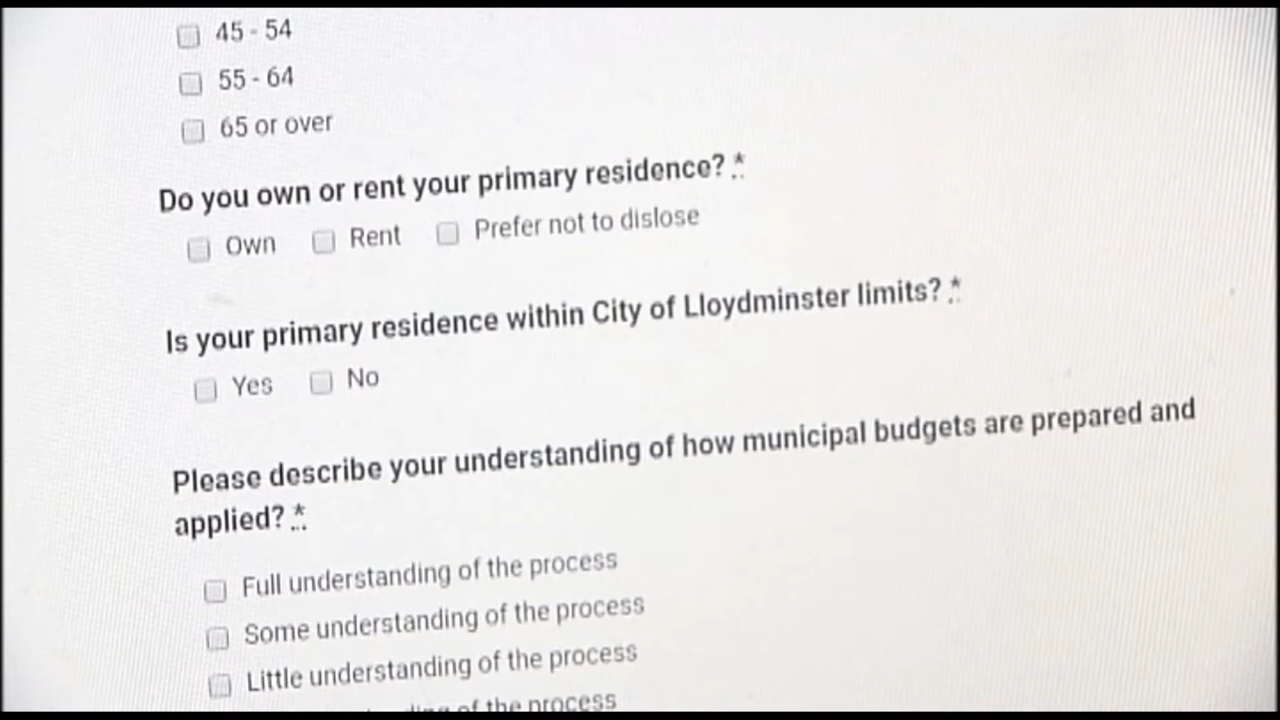 45 - 54
55 - 64
65 or over
Do you own or rent your primary residence? *
Own Rent Prefer not to dislose
Is your primary residence within City of Lloydminster limits? *
Yes No
Please describe your understanding of how municipal budgets are prepared and
applied? *
Full understanding of the process
Some understanding of the process
Little understanding of the process
of the process